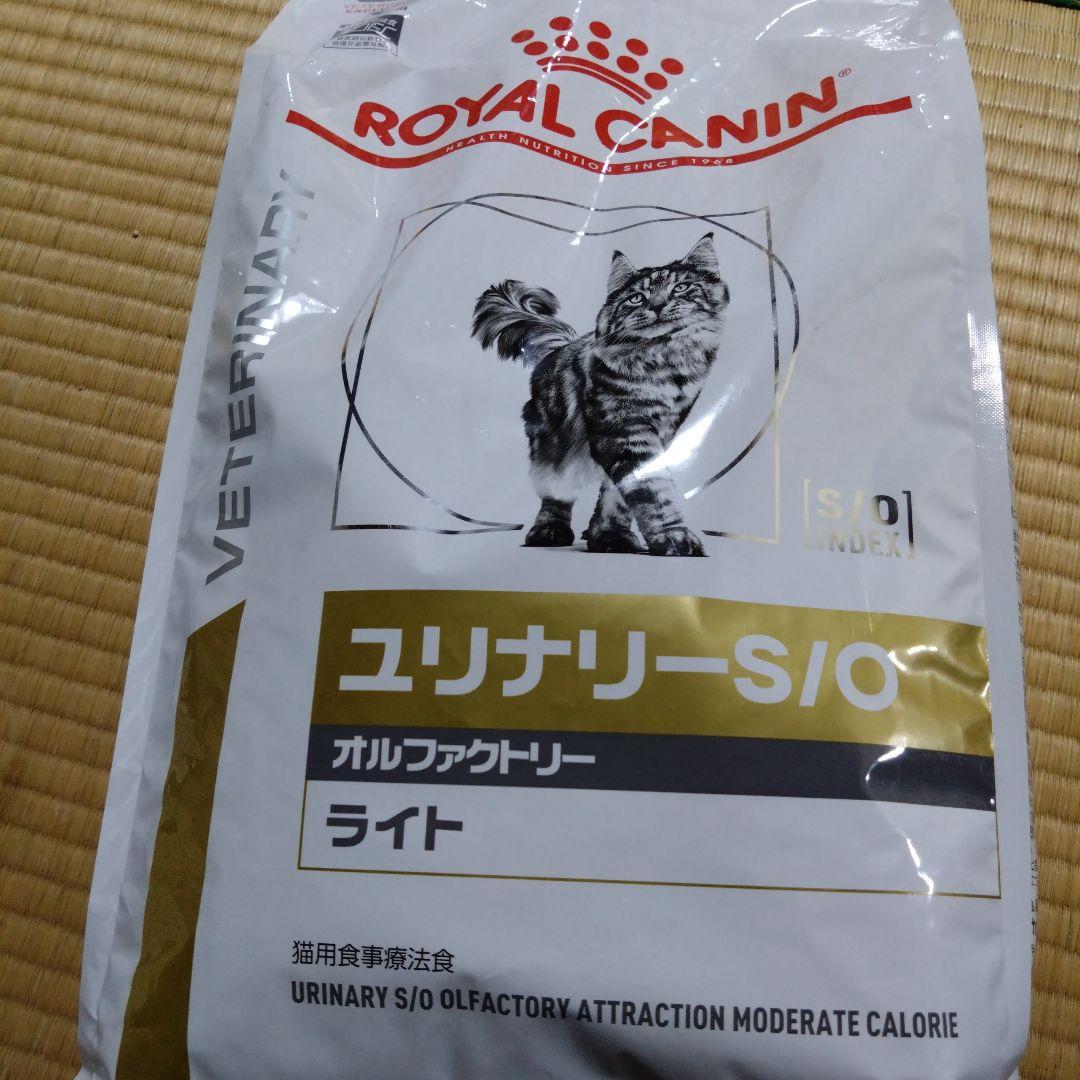 ROYAL CANIN®
HEALTH NUTRITION SINCE 1968
VETERINARY
[S/O]
INDEX
ユリナリーS/O
オルファクトリー
ライト
猫用食事療法食
URINARY S/O OLFACTORY ATTRACTION MODERATE CALORIE